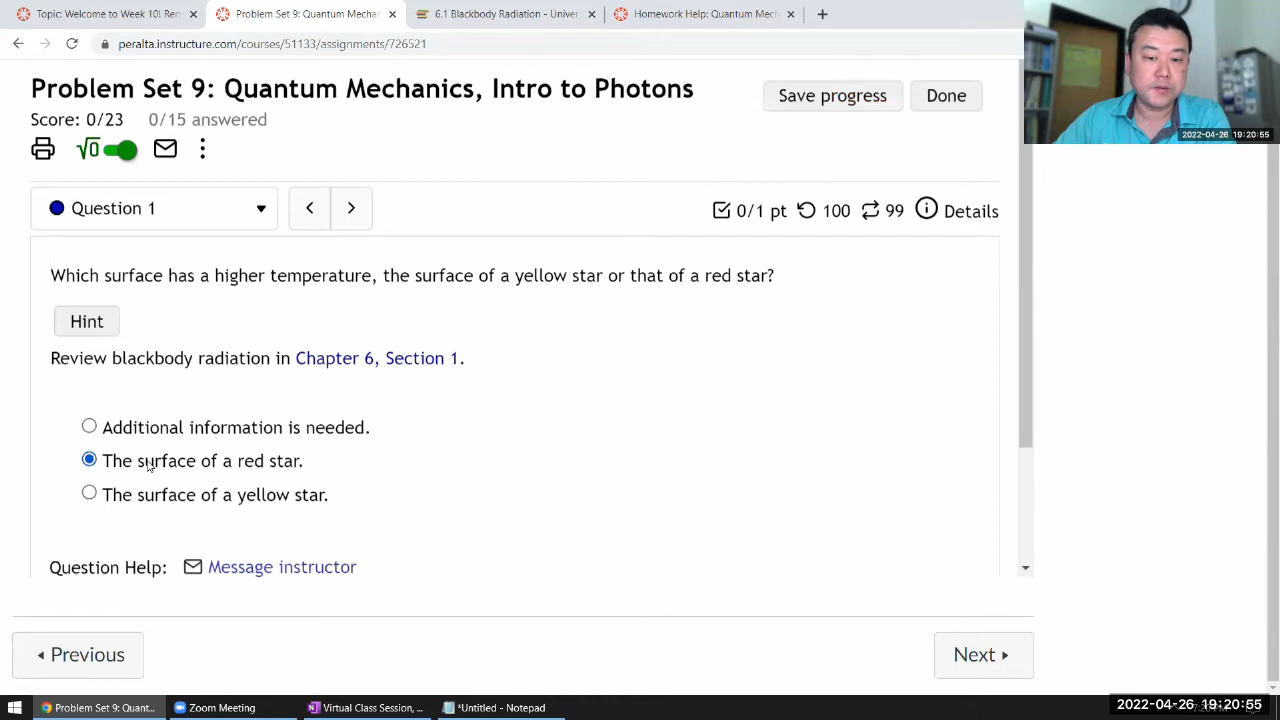 Topic: Welcome to Week 10! Ren
Problem Set 9: Quantum Mechan
6.1 Blackbody Radiation - Univer
Homework Help: Quantum Mech
peralta.instructure.com/courses/51133/assignments/726521
Problem Set 9: Quantum Mechanics, Intro to Photons
Save progress
Done
Score: 0/23 0/15 answered
√0
2022-04-26 19:20:55
Question 1
0/1 pt 100 99 Details
Which surface has a higher temperature, the surface of a yellow star or that of a red star?
Hint
Review blackbody radiation in Chapter 6, Section 1.
Additional information is needed.
The surface of a red star.
The surface of a yellow star.
Question Help: Message instructor
Previous
Next
Problem Set 9: Quant...
Zoom Meeting
Virtual Class Session, ...
*Untitled - Notepad
2022-04-26 19:20:55